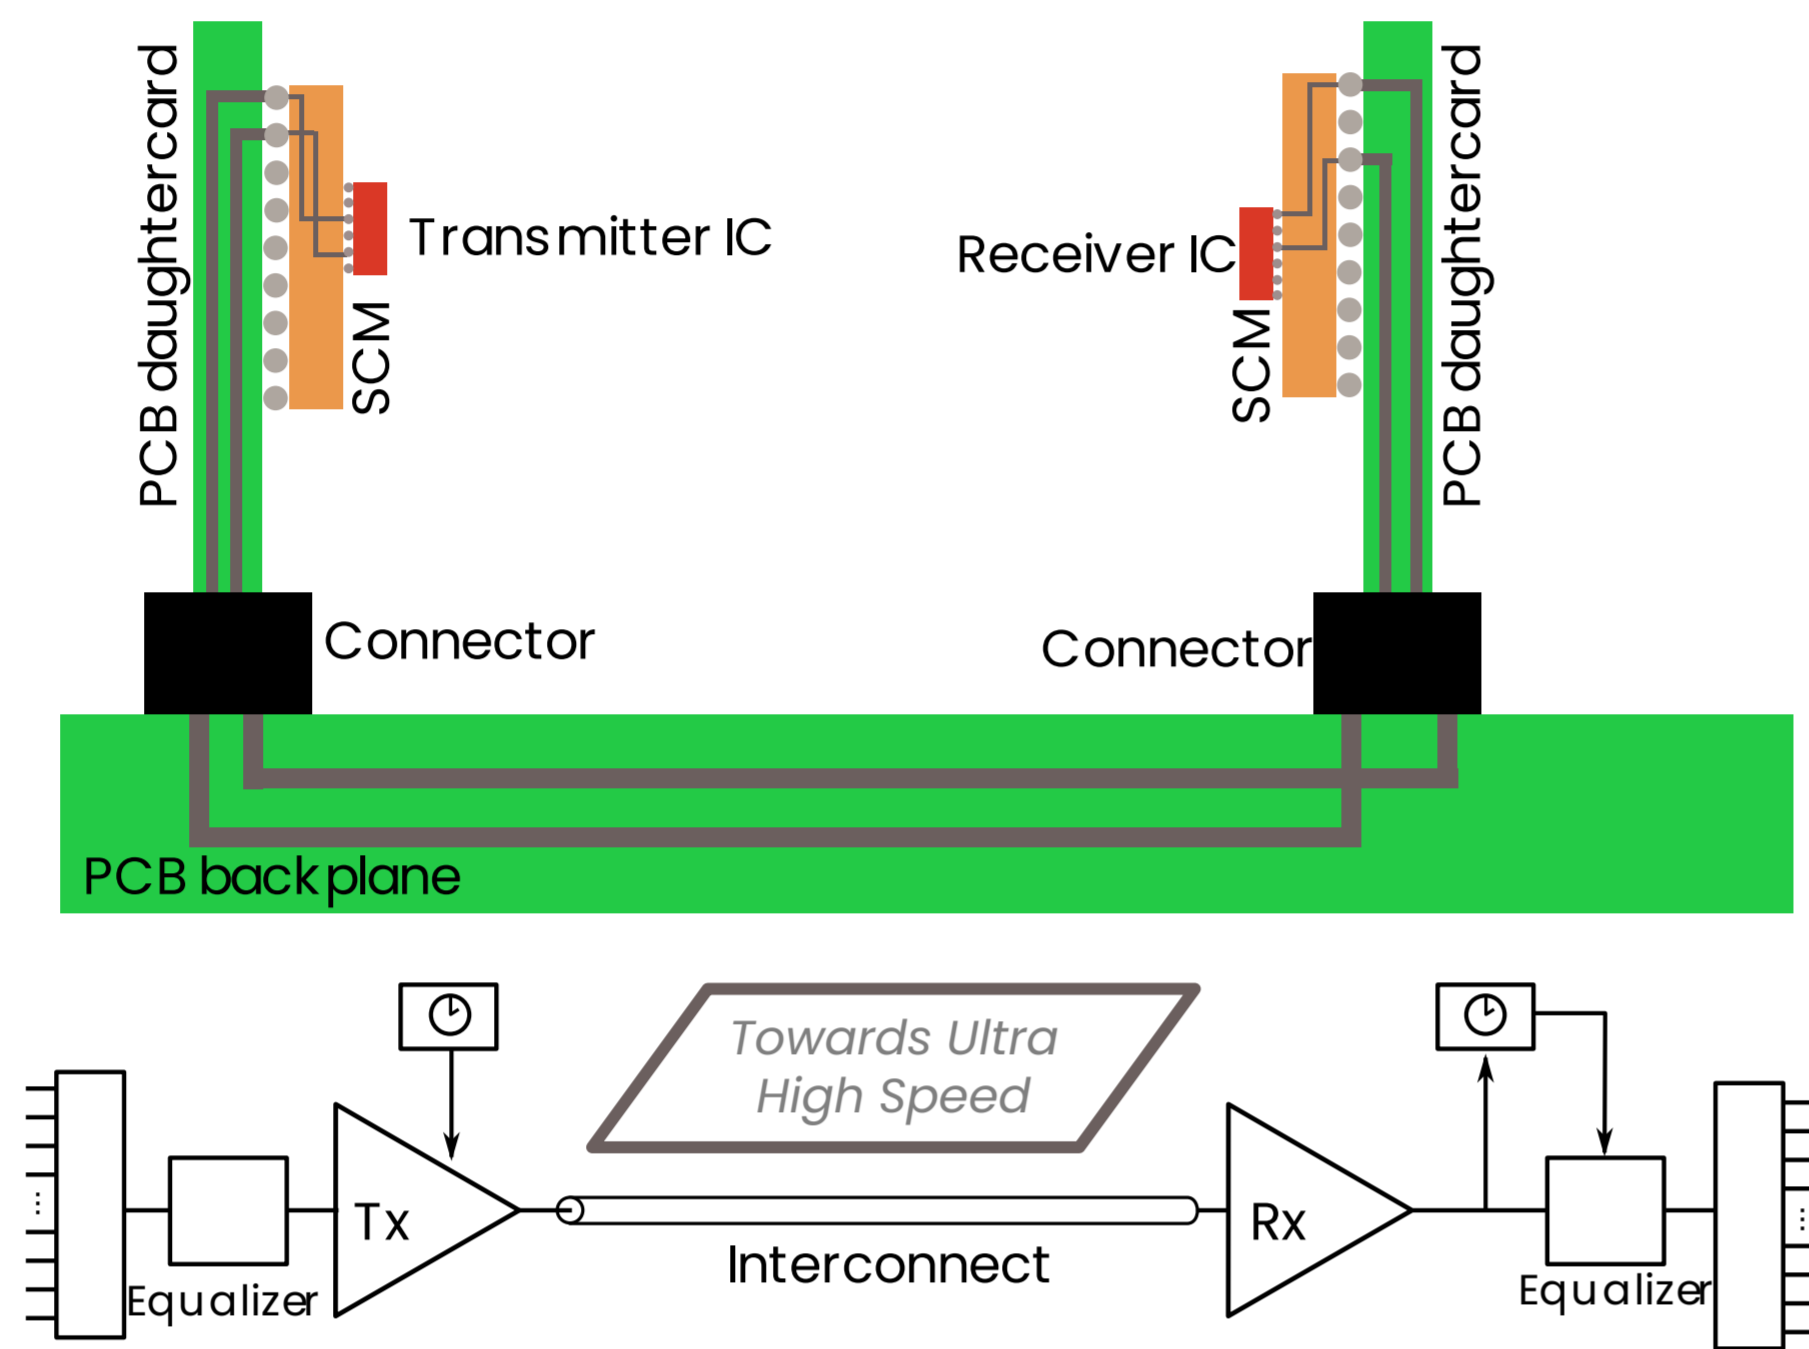 PCB daughtercard
Transmitter IC
SCM
Receiver IC
SCM
PCB daughtercard
Connector
Connector
PCB backplane
Towards Ultra
High Speed
Tx
Rx
Interconnect
Equalizer
Equalizer